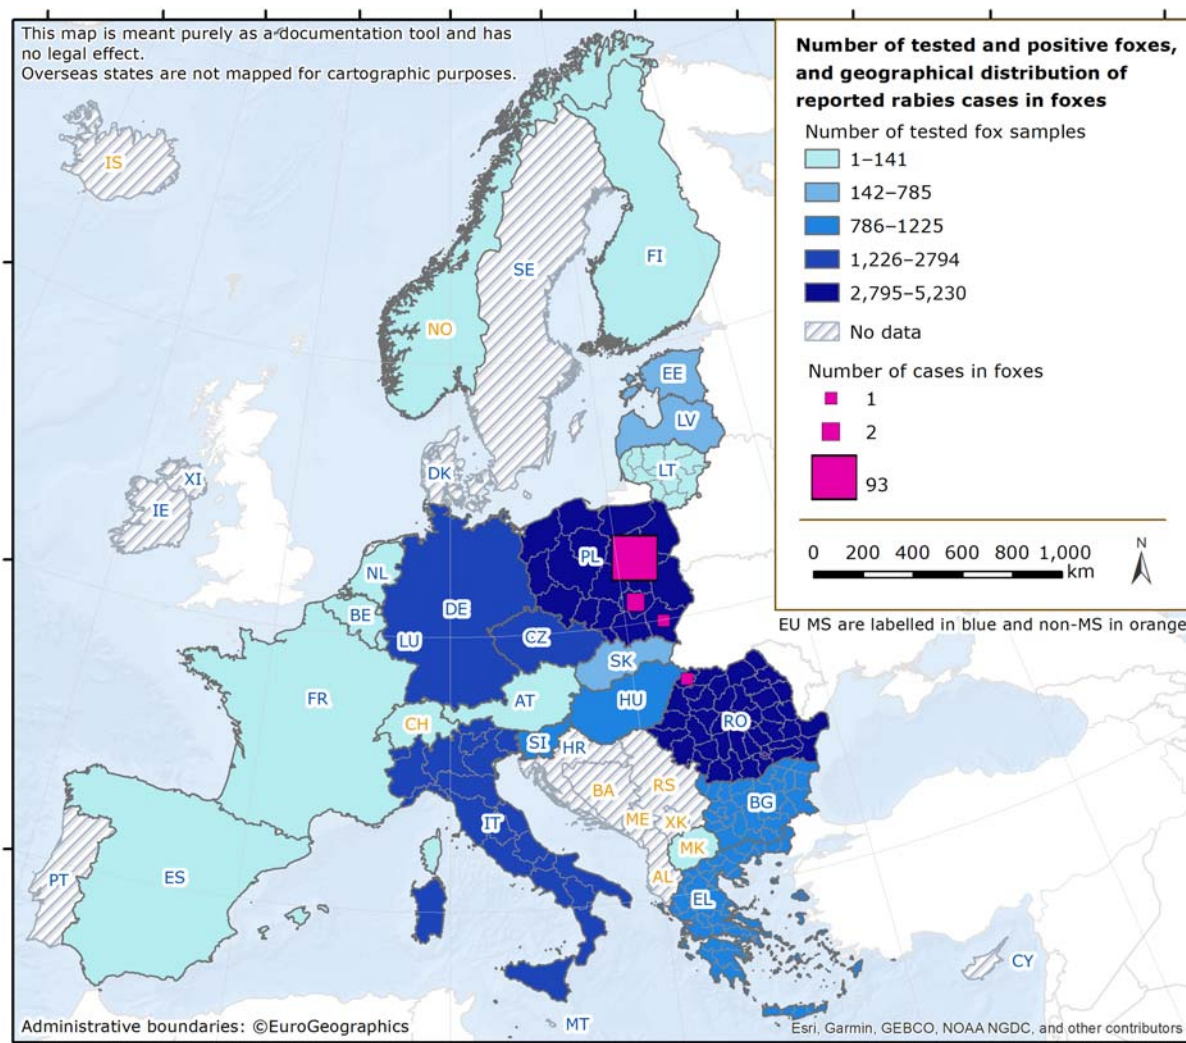 This map is meant purely as a documentation tool and has
no legal effect.
Overseas states are not mapped for cartographic purposes.
Number of tested and positive foxes,
and geographical distribution of
reported rabies cases in foxes
Number of tested fox samples
1–141
142–785
786–1225
1,226–2794
2,795–5,230
No data
Number of cases in foxes
1
2
93
0 200 400 600 800 1,000
km
N
EU MS are labelled in blue and non-MS in orange
IS
FI
SE
NO
EE
LV
LT
DK
XI
IE
PL
NL
DE
BE
LU
CZ
SK
FR
AT
HU
CH
RO
SI
HR
BA
RS
BG
IT
ME
XK
MK
AL
EL
PT
ES
CY
MT
Administrative boundaries: ©EuroGeographics
Esri, Garmin, GEBCO, NOAA NGDC, and other contributors